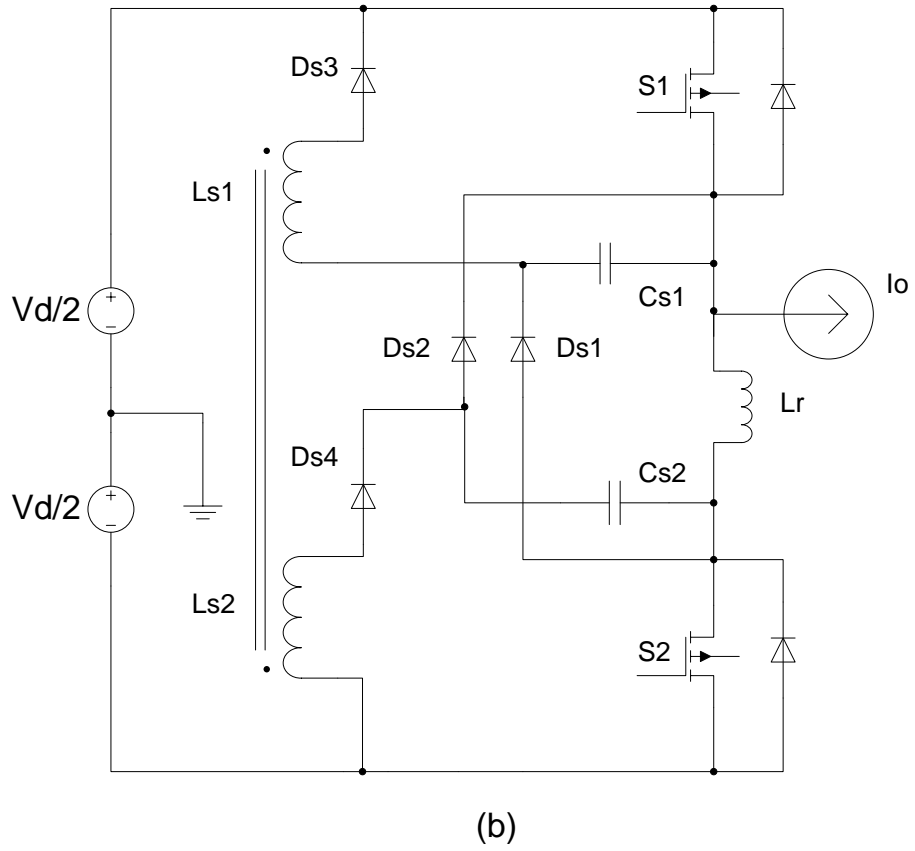 Ds3
S1
Ls1
Cs1
Io
Vd/2
Ds2
Ds1
Lr
Ds4
Cs2
Vd/2
Ls2
S2
(b)